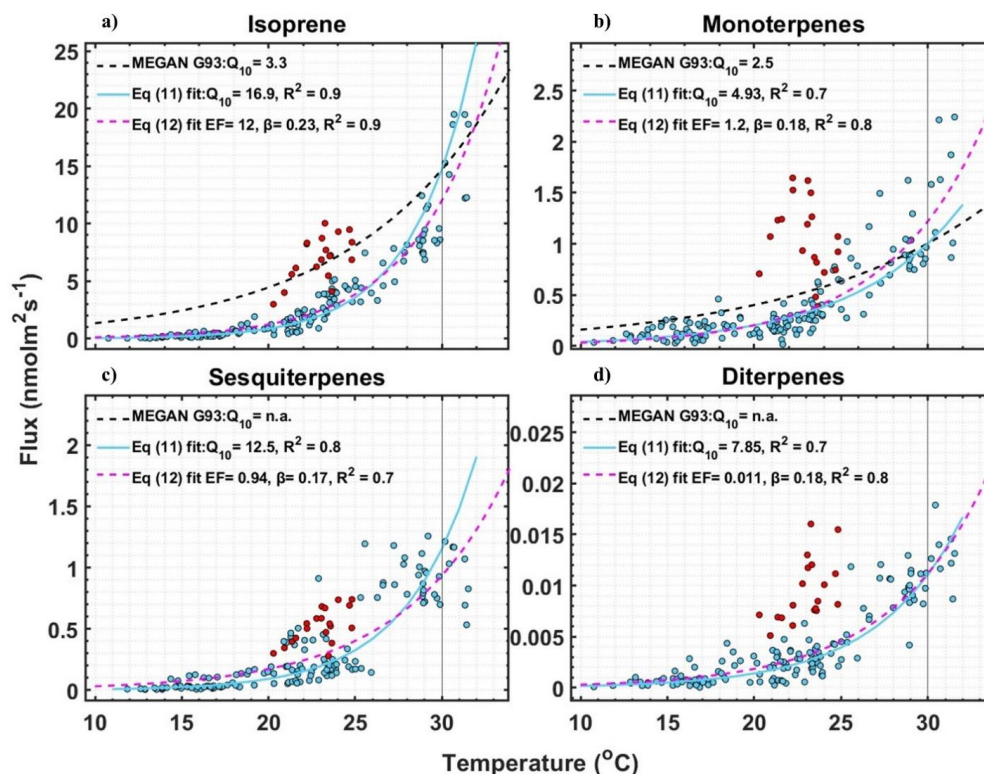 a) Isoprene
MEGAN G93:Q10= 3.3
Eq (11) fit:Q10= 16.9, R2 = 0.9
Eq (12) fit EF= 12, β= 0.23, R2 = 0.9
25
20
15
10
5
0
b) Monoterpenes
MEGAN G93:Q10= 2.5
Eq (11) fit:Q10= 4.93, R2 = 0.7
Eq (12) fit EF= 1.2, β= 0.18, R2 = 0.8
2.5
2
1.5
1
0.5
0
Flux (nmolm2s-1)
c) Sesquiterpenes
MEGAN G93:Q10= n.a.
Eq (11) fit:Q10= 12.5, R2 = 0.8
Eq (12) fit EF= 0.94, β= 0.17, R2 = 0.7
2
1.5
1
0.5
0
10 15 20 25 30
d) Diterpenes
MEGAN G93:Q10= n.a.
Eq (11) fit:Q10= 7.85, R2 = 0.7
Eq (12) fit EF= 0.011, β= 0.18, R2 = 0.8
0.025
0.02
0.015
0.01
0.005
0
10 15 20 25 30
Temperature (oC)